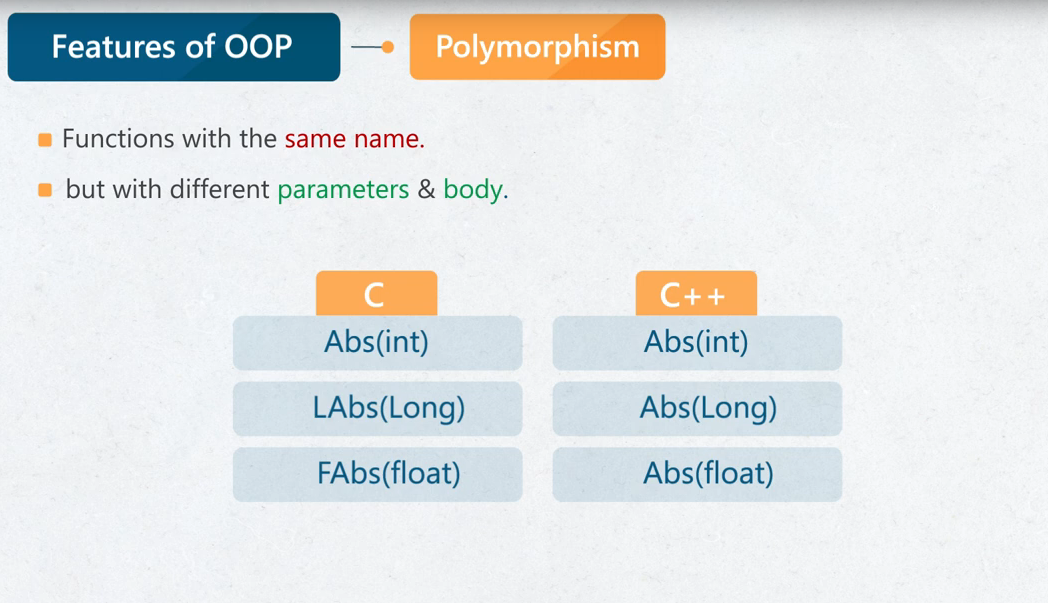 Features of OOP
Polymorphism
Functions with the same name.
but with different parameters & body.
C
C++
Abs(int)
Abs(int)
LAbs(Long)
Abs(Long)
FAbs(float)
Abs(float)